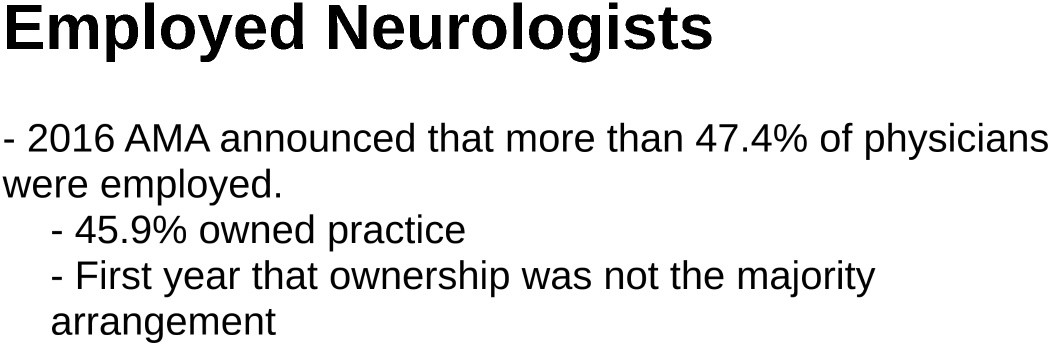 Employed Neurologists
- 2016 AMA announced that more than 47.4% of physicians
were employed.
- 45.9% owned practice
- First year that ownership was not the majority
arrangement